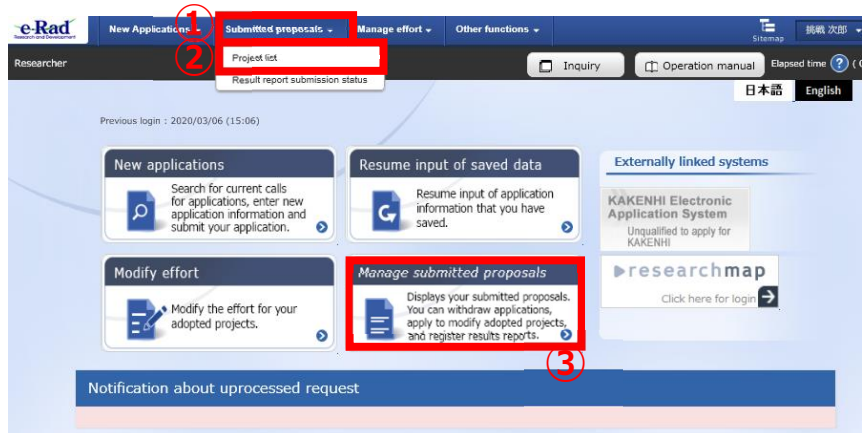 ①
e-Rad
Research and Development
New Applications
Submitted proposals
Manage effort
Other functions
Sitemap
挑戦 次郎
②
Researcher
Project list
Result report submission status
Inquiry
Operation manual
Elapsed time ? (
日本語
English
Previous login : 2020/03/06 (15:06)
New applications
Search for current calls
for applications, enter new
application information and
submit your application.
Resume input of saved data
Resume input of application
information that you have
saved.
Externally linked systems
KAKENHI Electronic
Application System
Unqualified to apply for
KAKENHI
Modify effort
Modify the effort for your
adopted projects.
Manage submitted proposals
Displays your submitted proposals.
You can withdraw applications,
apply to modify adopted projects,
and register results reports.
③
researchmap
Click here for login
Notification about uprocessed request